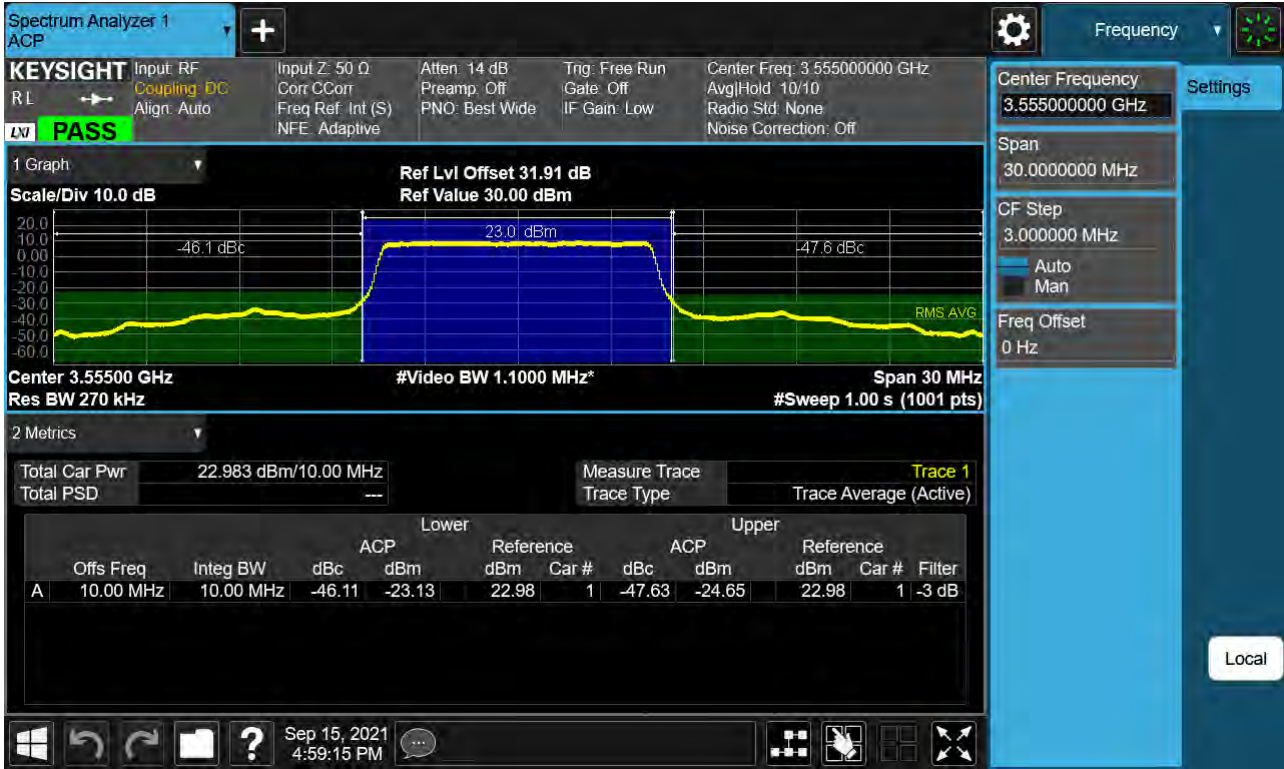 Spectrum Analyzer 1
ACP
Frequency
KEYSIGHT
R L
LXI
PASS
Input: RF
Coupling: DC
Align: Auto
Input Z: 50 Ω
Corr CCorr
Freq Ref: Int (S)
NFE: Adaptive
Atten: 14 dB
Preamp: Off
PNO: Best Wide
Trig: Free Run
Gate: Off
IF Gain: Low
Center Freq: 3.555000000 GHz
Avg|Hold: 10/10
Radio Std: None
Noise Correction: Off
Center Frequency
3.555000000 GHz
Settings
Span
30.0000000 MHz
CF Step
3.000000 MHz
Auto
Man
Freq Offset
0 Hz
Local
1 Graph
Scale/Div 10.0 dB
Ref Lvl Offset 31.91 dB
Ref Value 30.00 dBm
20.0
10.0
0.00
-10.0
-20.0
-30.0
-40.0
-50.0
-60.0
-46.1 dBc
23.0 dBm
-47.6 dBc
RMS AVG
Center 3.55500 GHz
#Video BW 1.1000 MHz*
Span 30 MHz
Res BW 270 kHz
#Sweep 1.00 s (1001 pts)
2 Metrics
Total Car Pwr 22.983 dBm/10.00 MHz
Total PSD ---
Measure Trace Trace 1
Trace Type Trace Average (Active)
Lower Upper
ACP Reference ACP Reference
Offs Freq Integ BW dBc dBm dBm Car # dBc dBm dBm Car # Filter
A 10.00 MHz 10.00 MHz -46.11 -23.13 22.98 1 -47.63 -24.65 22.98 1 -3 dB
?
Sep 15, 2021
4:59:15 PM